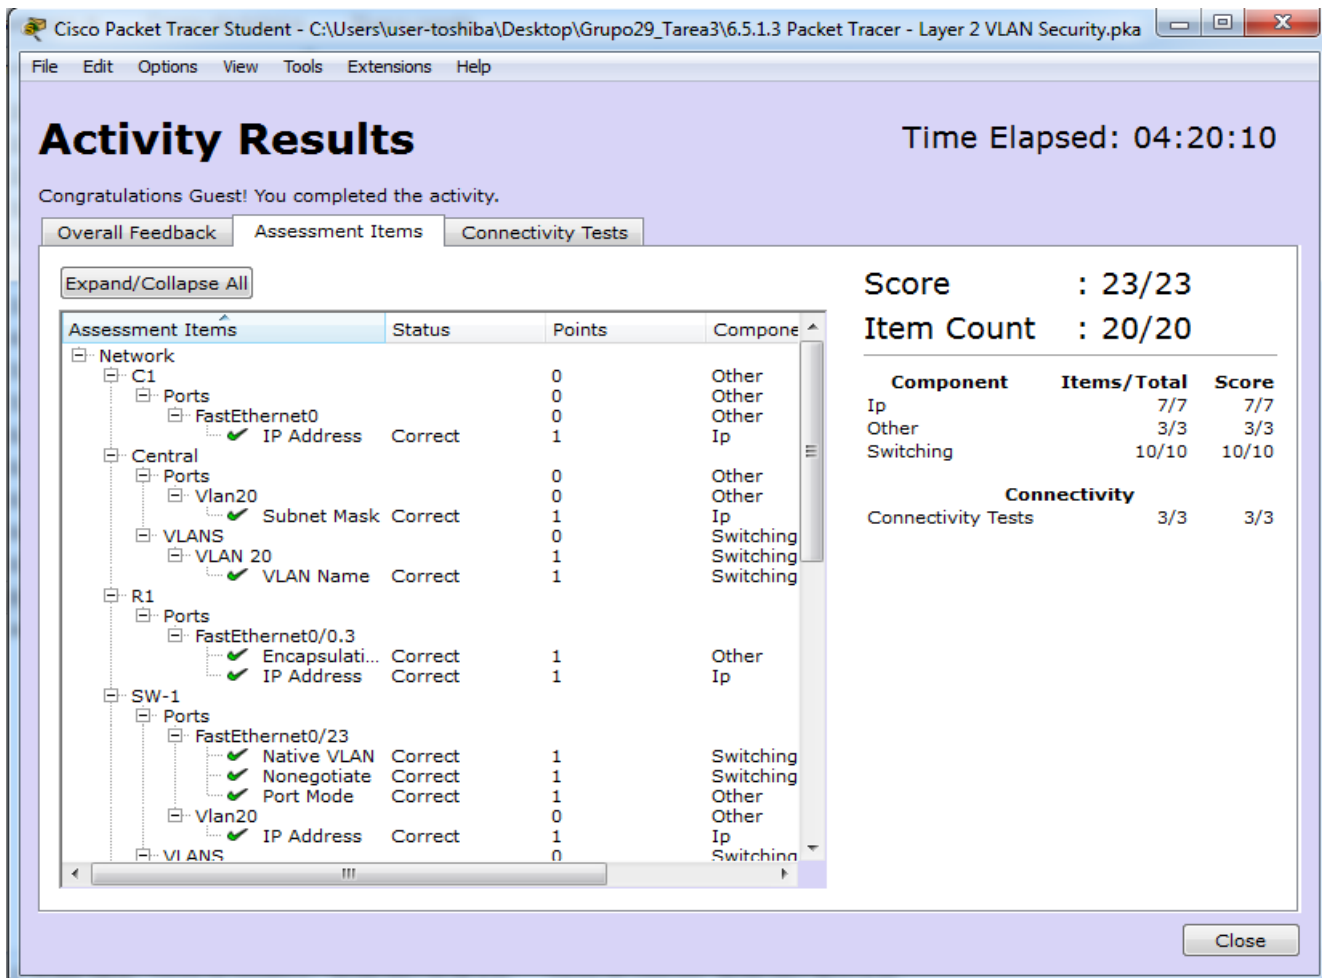 Cisco Packet Tracer Student - C:\Users\user-toshiba\Desktop\Grupo29_Tarea3\6.5.1.3 Packet Tracer - Layer 2 VLAN Security.pka
File Edit Options View Tools Extensions Help
Activity Results
Time Elapsed: 04:20:10
Congratulations Guest! You completed the activity.
Overall Feedback Assessment Items Connectivity Tests
Expand/Collapse All
Assessment Items Status Points Compone
Network
C1 0 Other
Ports 0 Other
FastEthernet0 0 Other
IP Address Correct 1 Ip
Central
Ports 0 Other
Vlan20 0 Other
Subnet Mask Correct 1 Ip
VLANS 0 Switching
VLAN 20 1 Switching
VLAN Name Correct 1 Switching
R1
Ports
FastEthernet0/0.3
Encapsulati... Correct 1 Other
IP Address Correct 1 Ip
SW-1
Ports
FastEthernet0/23
Native VLAN Correct 1 Switching
Nonegotiate Correct 1 Switching
Port Mode Correct 1 Other
Vlan20 0 Other
IP Address Correct 1 Ip
VLANS 0 Switching
Score : 23/23
Item Count : 20/20
Component Items/Total Score
Ip 7/7 7/7
Other 3/3 3/3
Switching 10/10 10/10
Connectivity
Connectivity Tests 3/3 3/3
Close